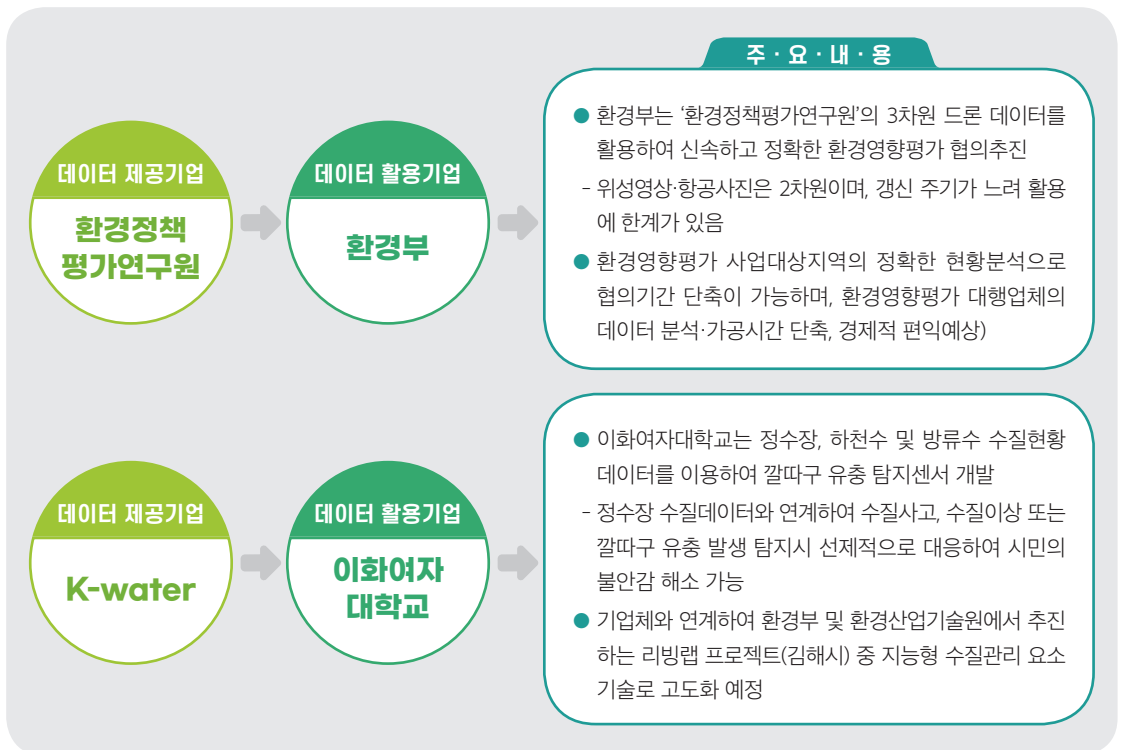 주·요·내·용
데이터 제공기업
환경정책
평가연구원
데이터 활용기업
환경부
● 환경부는 ‘환경정책평가연구원’의 3차원 드론 데이터를
활용하여 신속하고 정확한 환경영향평가 협의추진
- 위성영상·항공사진은 2차원이며, 갱신 주기가 느려 활용
에 한계가 있음
● 환경영향평가 사업대상지역의 정확한 현황분석으로
협의기간 단축이 가능하며, 환경영향평가 대행업체의
데이터 분석·가공시간 단축, 경제적 편익예상)
데이터 제공기업
K-water
데이터 활용기업
이화여자
대학교
● 이화여자대학교는 정수장, 하천수 및 방류수 수질현황
데이터를 이용하여 깔따구 유충 탐지센서 개발
- 정수장 수질데이터와 연계하여 수질사고, 수질이상 또는
깔따구 유충 발생 탐지시 선제적으로 대응하여 시민의
불안감 해소 가능
● 기업체와 연계하여 환경부 및 환경산업기술원에서 추진
하는 리빙랩 프로젝트(김해시) 중 지능형 수질관리 요소
기술로 고도화 예정